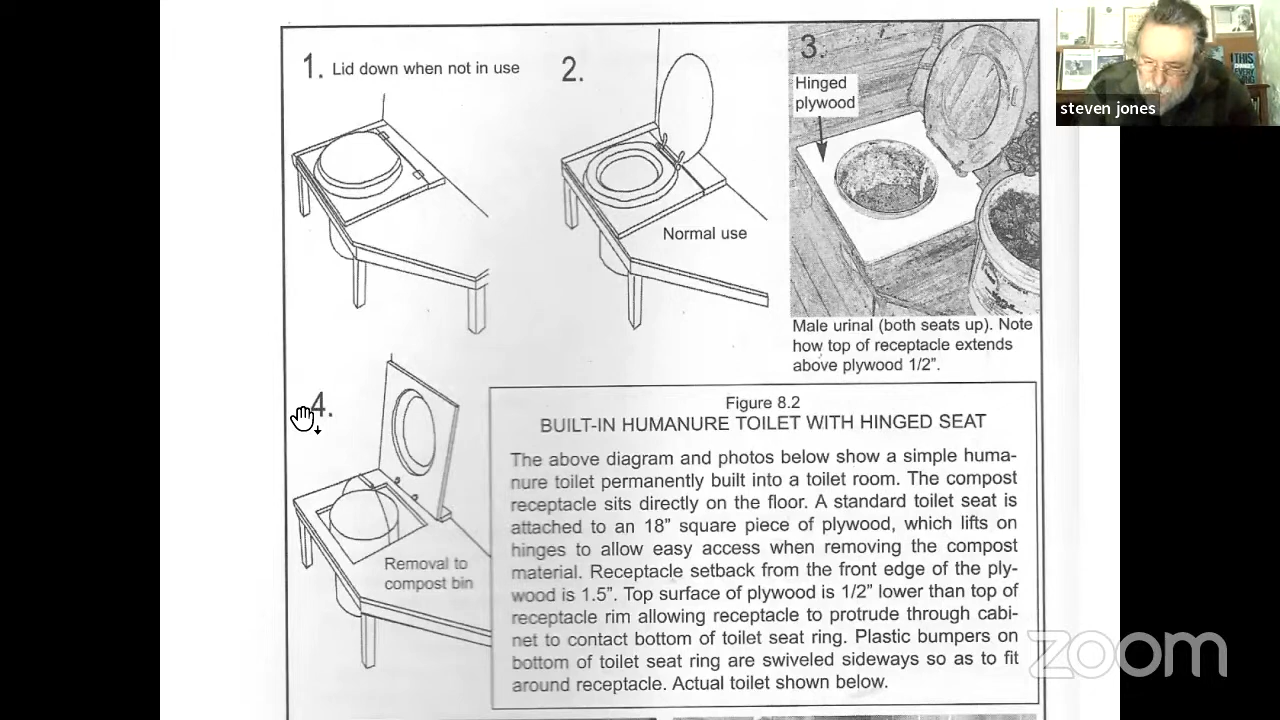 1. Lid down when not in use
2.
Normal use
3.
Hinged
plywood
Male urinal (both seats up). Note
how top of receptacle extends
above plywood 1/2”.
4.
Removal to
compost bin
Figure 8.2
BUILT-IN HUMANURE TOILET WITH HINGED SEAT
The above diagram and photos below show a simple huma-
nure toilet permanently built into a toilet room. The compost
receptacle sits directly on the floor. A standard toilet seat is
attached to an 18” square piece of plywood, which lifts on
hinges to allow easy access when removing the compost
material. Receptacle setback from the front edge of the ply-
wood is 1.5”. Top surface of plywood is 1/2” lower than top of
receptacle rim allowing receptacle to protrude through cabi-
net to contact bottom of toilet seat ring. Plastic bumpers on
bottom of toilet seat ring are swiveled sideways so as to fit
around receptacle. Actual toilet shown below.
steven jones
THIS
CHANGES
zoom